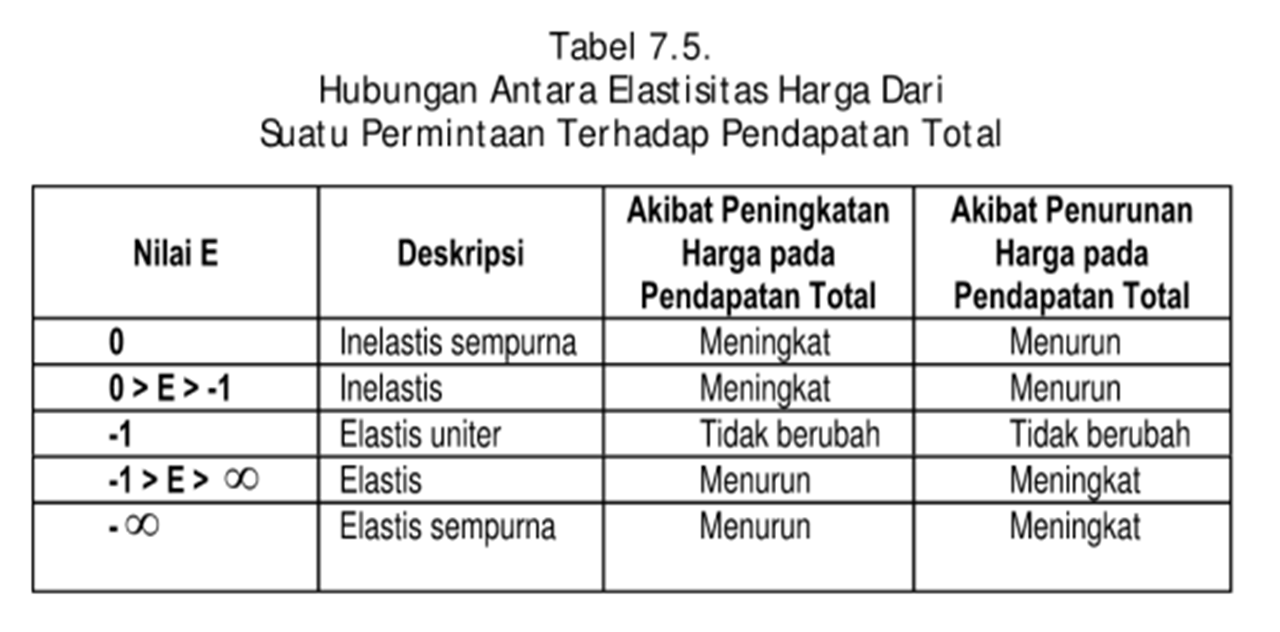 Tabel 7.5.
Hubungan Antara Elastisitas Harga Dari
Suatu Permintaan Terhadap Pendapatan Total
Nilai E Deskripsi Akibat Peningkatan Harga pada Pendapatan Total Akibat Penurunan Harga pada Pendapatan Total
0 Inelastis sempurna Meningkat Menurun
0 > E > -1 Inelastis Meningkat Menurun
-1 Elastis uniter Tidak berubah Tidak berubah
-1 > E > ∞ Elastis Menurun Meningkat
- ∞ Elastis sempurna Menurun Meningkat